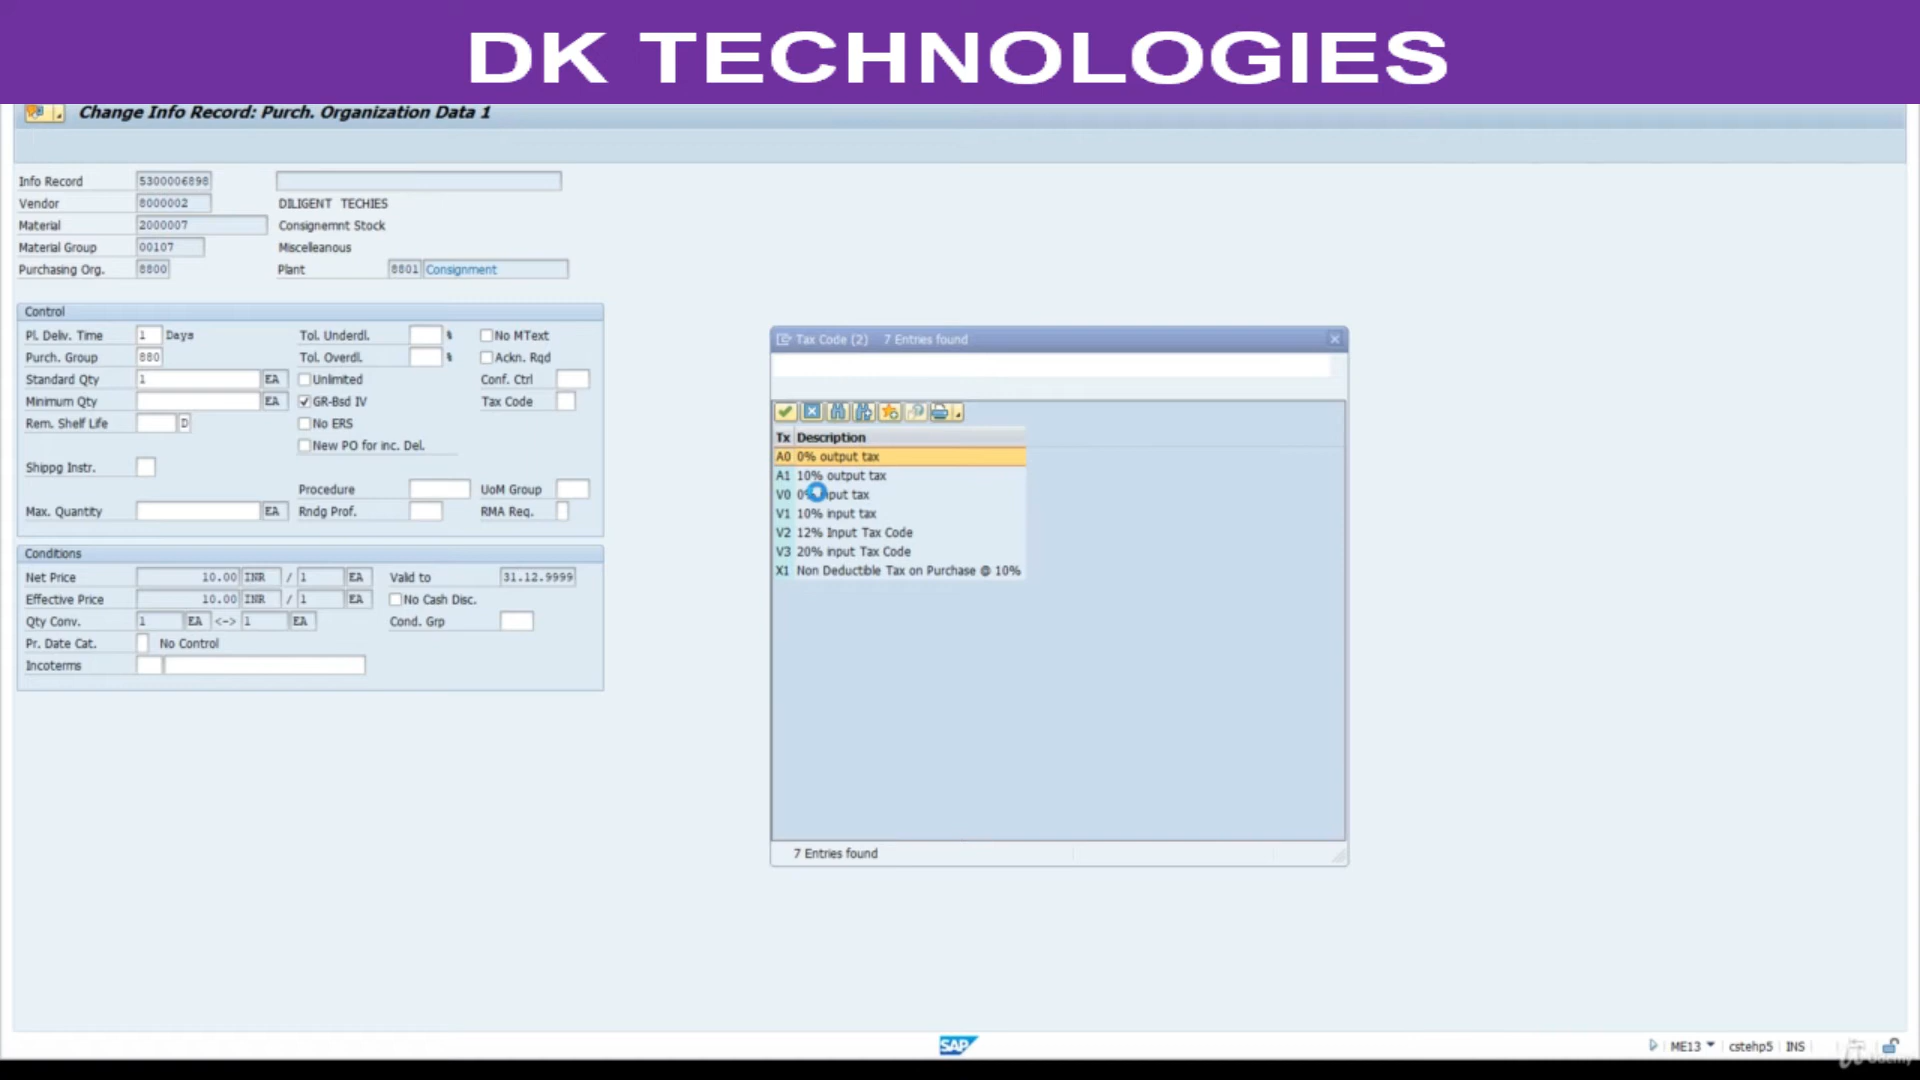 DK TECHNOLOGIES
Change Info Record: Purch. Organization Data 1
Info Record 5300006898
Vendor 8000002 DILIGENT TECHIES
Material 2000007 Consignemnt Stock
Material Group 00107 Miscelleanous
Purchasing Org. 8800 Plant 8801 Consignment
Control
Pl. Deliv. Time 1 Days Tol. Underdl. % No MText
Purch. Group 880 Tol. Overdl. % Ackn. Rqd
Standard Qty 1 EA Unlimited Conf. Ctrl
Minimum Qty EA GR-Bsd IV Tax Code
Rem. Shelf Life D No ERS
New PO for inc. Del.
Shippg Instr.
Procedure UoM Group
Max. Quantity EA Rndg Prof. RMA Req.
Conditions
Net Price 10.00 INR / 1 EA Valid to 31.12.9999
Effective Price 10.00 INR / 1 EA No Cash Disc.
Qty Conv. 1 EA <-> 1 EA Cond. Grp
Pr. Date Cat. No Control
Incoterms
Tax Code (2) 7 Entries found
Tx Description
A0 0% output tax
A1 10% output tax
V0 tax
V1 10% input tax
V2 12% Input Tax Code
V3 20% input Tax Code
X1 Non Deductible Tax on Purchase @ 10%
7 Entries found
SAP
ME13 cstehp5 INS
Udemy